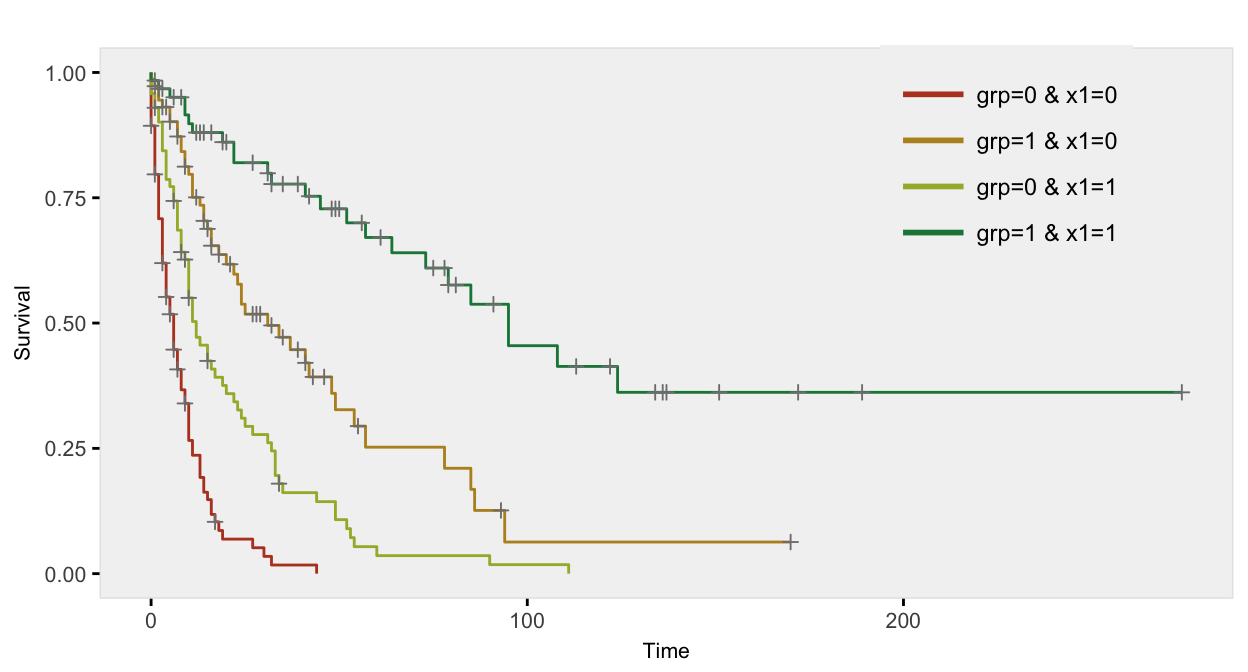 1.00
0.75
0.50
0.25
0.00
Survival
grp=0 & x1=0
grp=1 & x1=0
grp=0 & x1=1
grp=1 & x1=1
0 100 200
Time